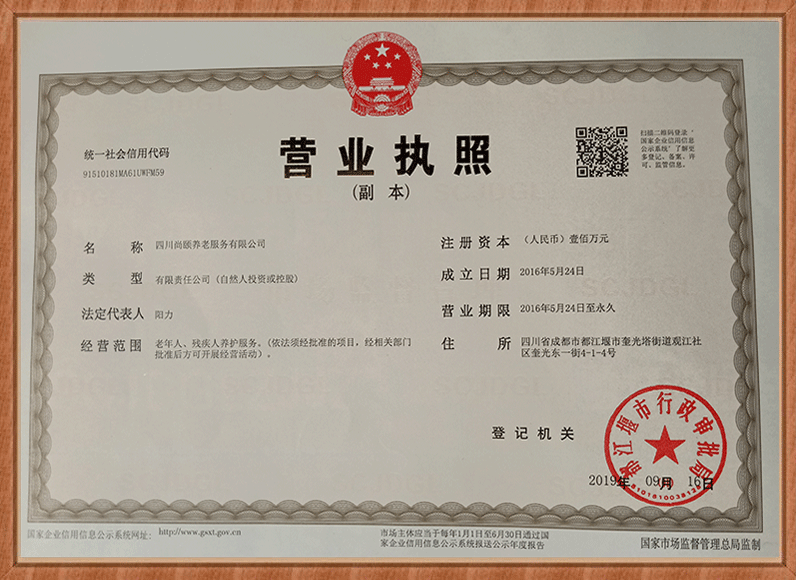 统一社会信用代码
91510181MA61UWFM59
营业执照
(副 本)
扫描二维码登录“
国家企业信用信息
公示系统”了解更
多登记、备案、许
可、监管信息。
名 称 四川尚颐养老服务有限公司
类 型 有限责任公司(自然人投资或控股)
法定代表人 阳力
经营范围 老年人、残疾人养护服务。(依法须经批准的项目，经相关部门
批准后方可开展经营活动)。
注册资本 (人民币)壹佰万元
成立日期 2016年5月24日
营业期限 2016年5月24日至永久
住 所 四川省成都市都江堰市奎光塔街道观江社
区奎光东一街4-1-4号
登记机关
都江堰市行政审批局
2019年 09月 16日
国家企业信用信息公示系统网址: http://www.gsxt.gov.cn
市场主体应当于每年1月1日至6月30日通过国
家企业信用信息公示系统报送公示年度报告
国家市场监督管理总局监制